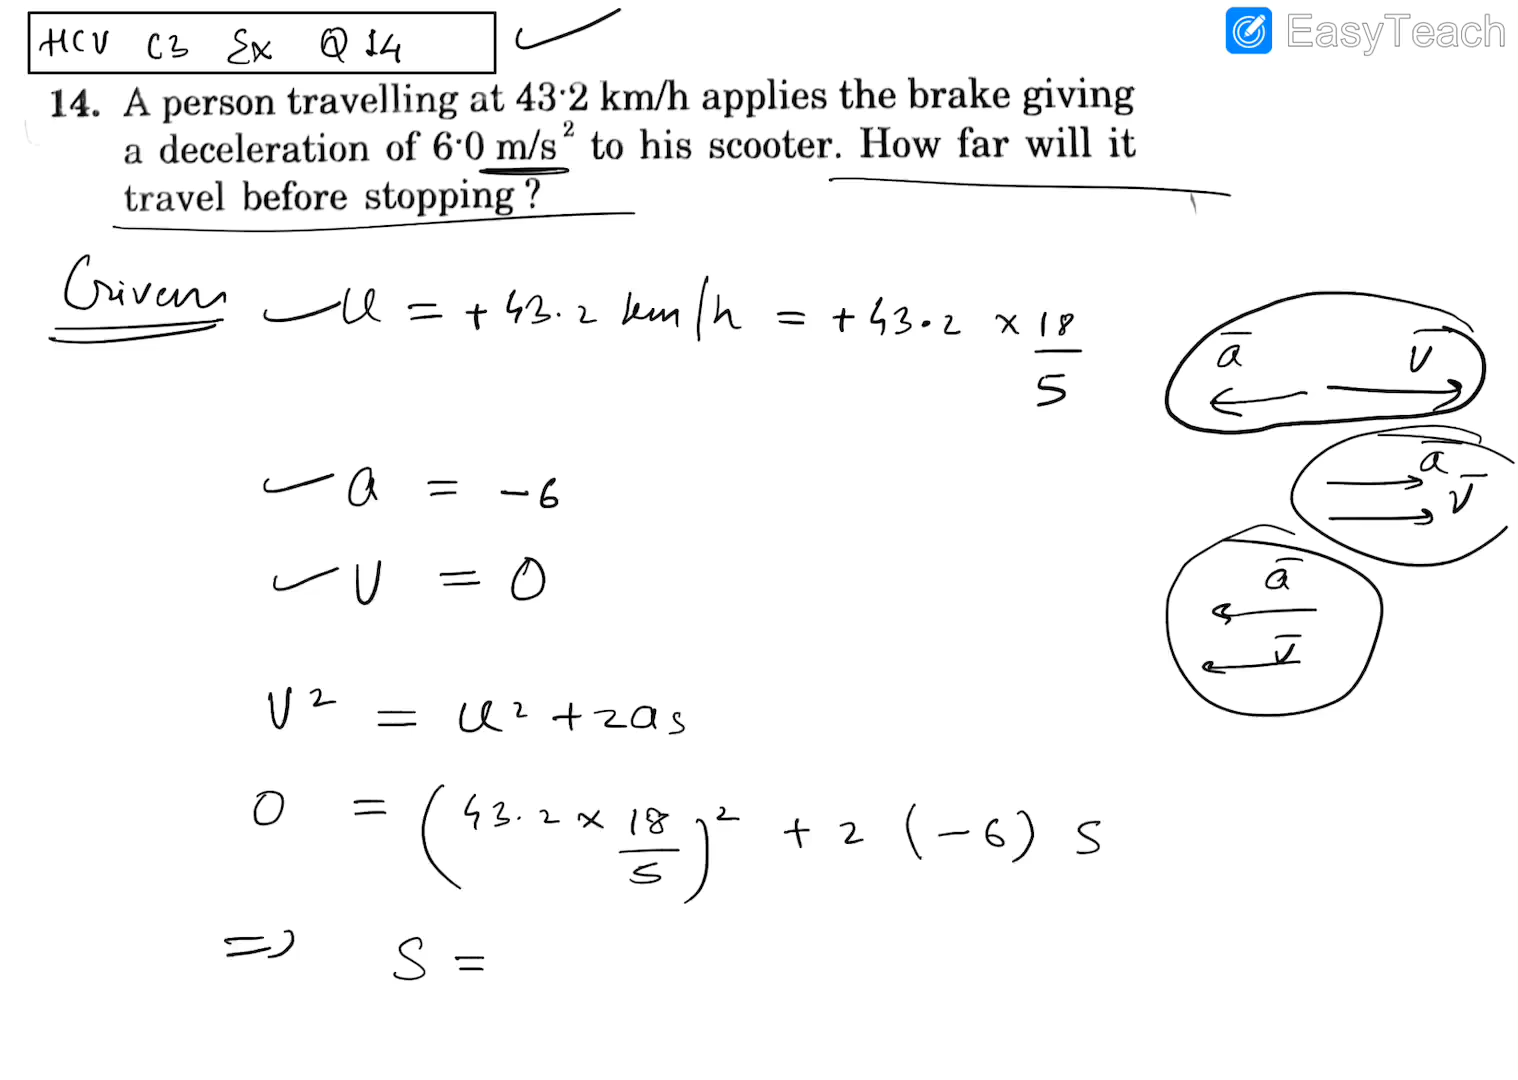 HCV C3 Ex Q 14
EasyTeach
14. A person travelling at 43·2 km/h applies the brake giving
a deceleration of 6·0 m/s² to his scooter. How far will it
travel before stopping ?
Given u = +43.2 km/h = +43.2 × 18/5
a = -6
v = 0
v² = u² + 2as
0 = (43.2 × 18/5)² + 2 (-6) s
⇒ s =
a v
a
v
a
v